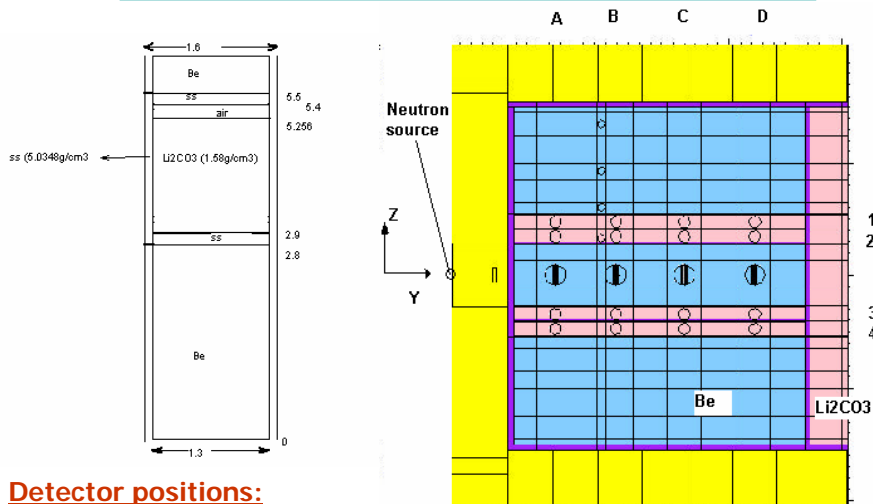 1.6
Be
ss
5.5
5.4
air
5.256
ss (5.0348g/cm3
Li2CO3 (1.58g/cm3)
2.9
ss
2.8
Be
0
1.3
Detector positions:
A B C D
Neutron
source
Z
Y
1
2
3
4
Be
Li2CO3